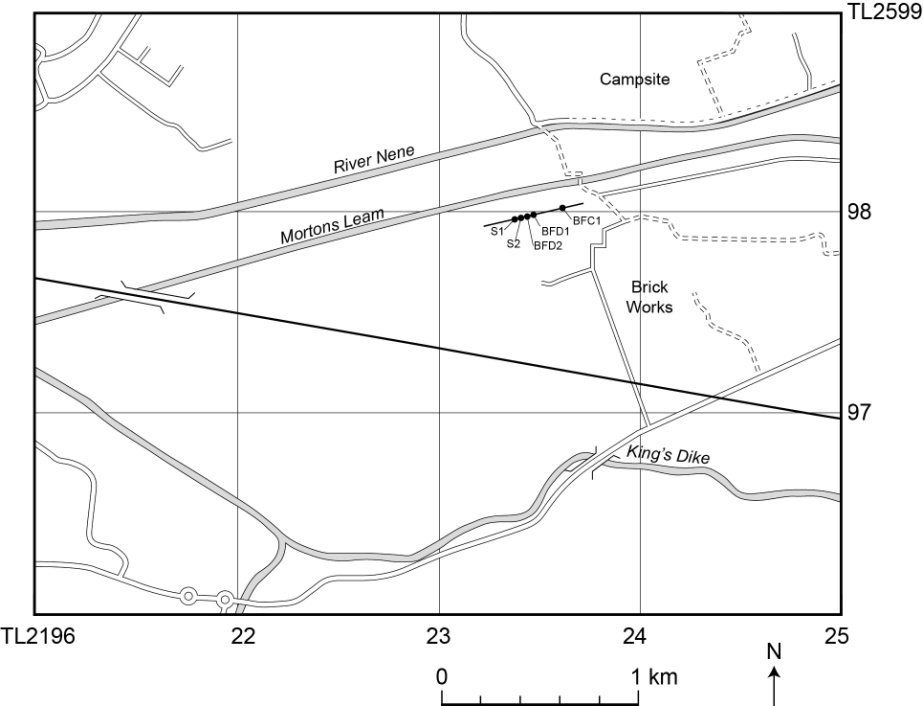 TL2599
Campsite
River Nene
98
Mortons Leam
BFC1
S1
BFD1
S2
BFD2
Brick
Works
97
King's Dike
TL2196
22
23
24
25
N
0
1 km